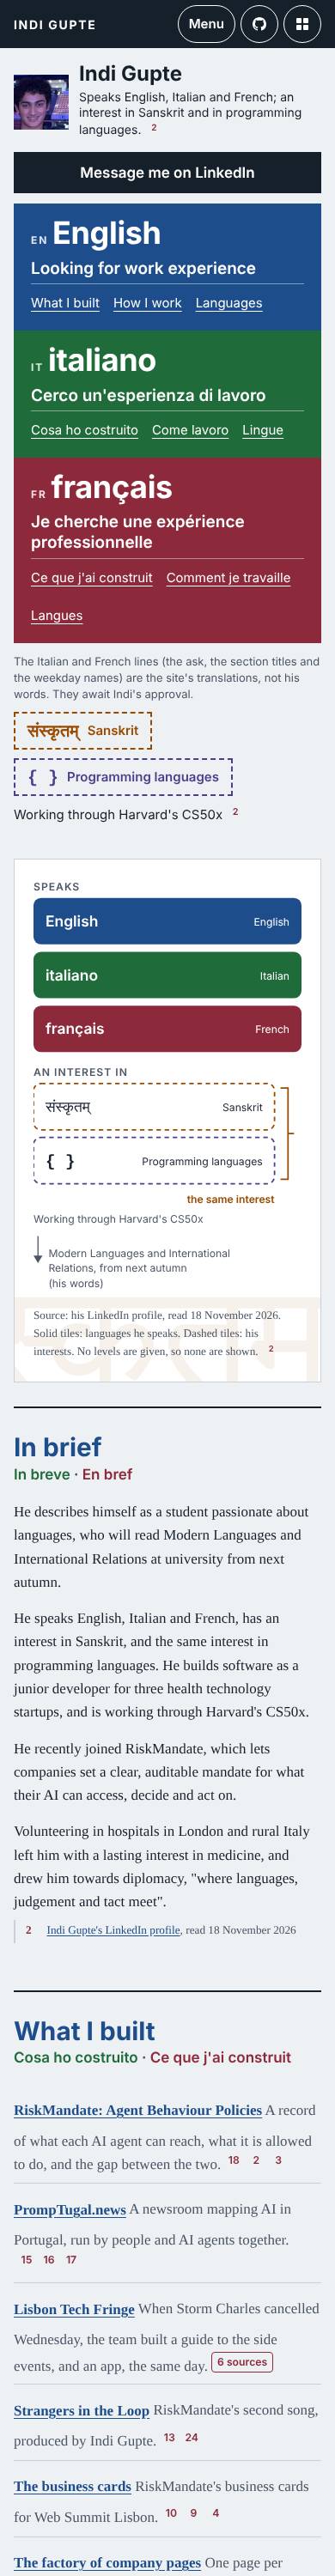 INDI GUPTE
Menu
Indi Gupte
Speaks English, Italian and French; an
interest in Sanskrit and in programming
languages. 2
Message me on LinkedIn
EN English
Looking for work experience
What I built How I work Languages
IT italiano
Cerco un'esperienza di lavoro
Cosa ho costruito Come lavoro Lingue
FR français
Je cherche une expérience
professionnelle
Ce que j'ai construit Comment je travaille
Langues
The Italian and French lines (the ask, the section titles and
the weekday names) are the site's translations, not his
words. They await Indi's approval.
संस्कृतम् Sanskrit
{ } Programming languages
Working through Harvard's CS50x 2
SPEAKS
English English
italiano Italian
français French
AN INTEREST IN
संस्कृतम् Sanskrit
{ } Programming languages
the same interest
Working through Harvard's CS50x
Modern Languages and International
Relations, from next autumn
(his words)
Source: his LinkedIn profile, read 18 November 2026.
Solid tiles: languages he speaks. Dashed tiles: his
interests. No levels are given, so none are shown. 2
In brief
In breve · En bref
He describes himself as a student passionate about
languages, who will read Modern Languages and
International Relations at university from next
autumn.
He speaks English, Italian and French, has an
interest in Sanskrit, and the same interest in
programming languages. He builds software as a
junior developer for three health technology
startups, and is working through Harvard's CS50x.
He recently joined RiskMandate, which lets
companies set a clear, auditable mandate for what
their AI can access, decide and act on.
Volunteering in hospitals in London and rural Italy
left him with a lasting interest in medicine, and
drew him towards diplomacy, "where languages,
judgement and tact meet".
2 Indi Gupte's LinkedIn profile, read 18 November 2026
What I built
Cosa ho costruito · Ce que j'ai construit
RiskMandate: Agent Behaviour Policies A record
of what each AI agent can reach, what it is allowed
to do, and the gap between the two. 18 2 3
PrompTugal.news A newsroom mapping AI in
Portugal, run by people and AI agents together.
15 16 17
Lisbon Tech Fringe When Storm Charles cancelled
Wednesday, the team built a guide to the side
events, and an app, the same day. 6 sources
Strangers in the Loop RiskMandate's second song,
produced by Indi Gupte. 13 24
The business cards RiskMandate's business cards
for Web Summit Lisbon. 10 9 4
The factory of company pages One page per